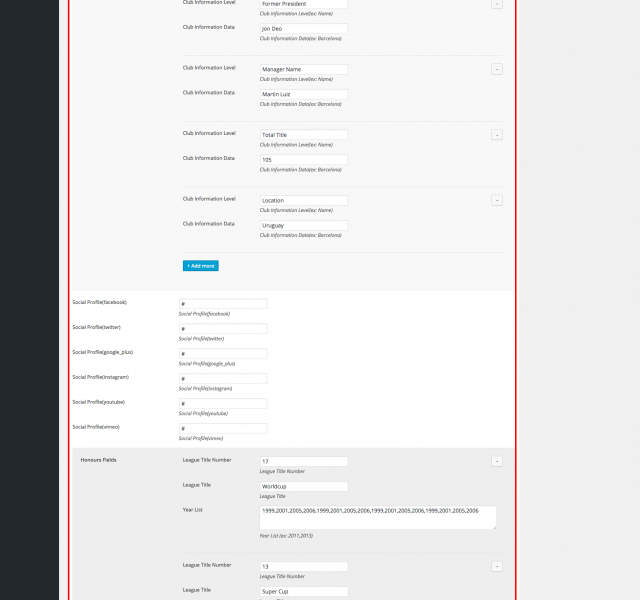 Club Information Level Former President -
Club Information Level(ex: Name)
Club Information Data Jon Deo
Club Information Data(ex: Barcelona)
Club Information Level Manager Name -
Club Information Level(ex: Name)
Club Information Data Martin Luiz
Club Information Data(ex: Barcelona)
Club Information Level Total Title -
Club Information Level(ex: Name)
Club Information Data 105
Club Information Data(ex: Barcelona)
Club Information Level Location -
Club Information Level(ex: Name)
Club Information Data Uruguay
Club Information Data(ex: Barcelona)
+ Add more
Social Profile(facebook) #
Social Profile(facebook)
Social Profile(twitter) #
Social Profile(twitter)
Social Profile(google_plus) #
Social Profile(google_plus)
Social Profile(instagram) #
Social Profile(instagram)
Social Profile(youtube) #
Social Profile(youtube)
Social Profile(vimeo) #
Social Profile(vimeo)
Honours Fields League Title Number 17 -
League Title Number
League Title Worldcup
League Title
Year List 1999,2001,2005,2006,1999,2001,2005,2006,1999,2001,2005,2006,1999,2001,2005,2006
Year List (ex: 2011,2013)
League Title Number 13 -
League Title Number
League Title Super Cup